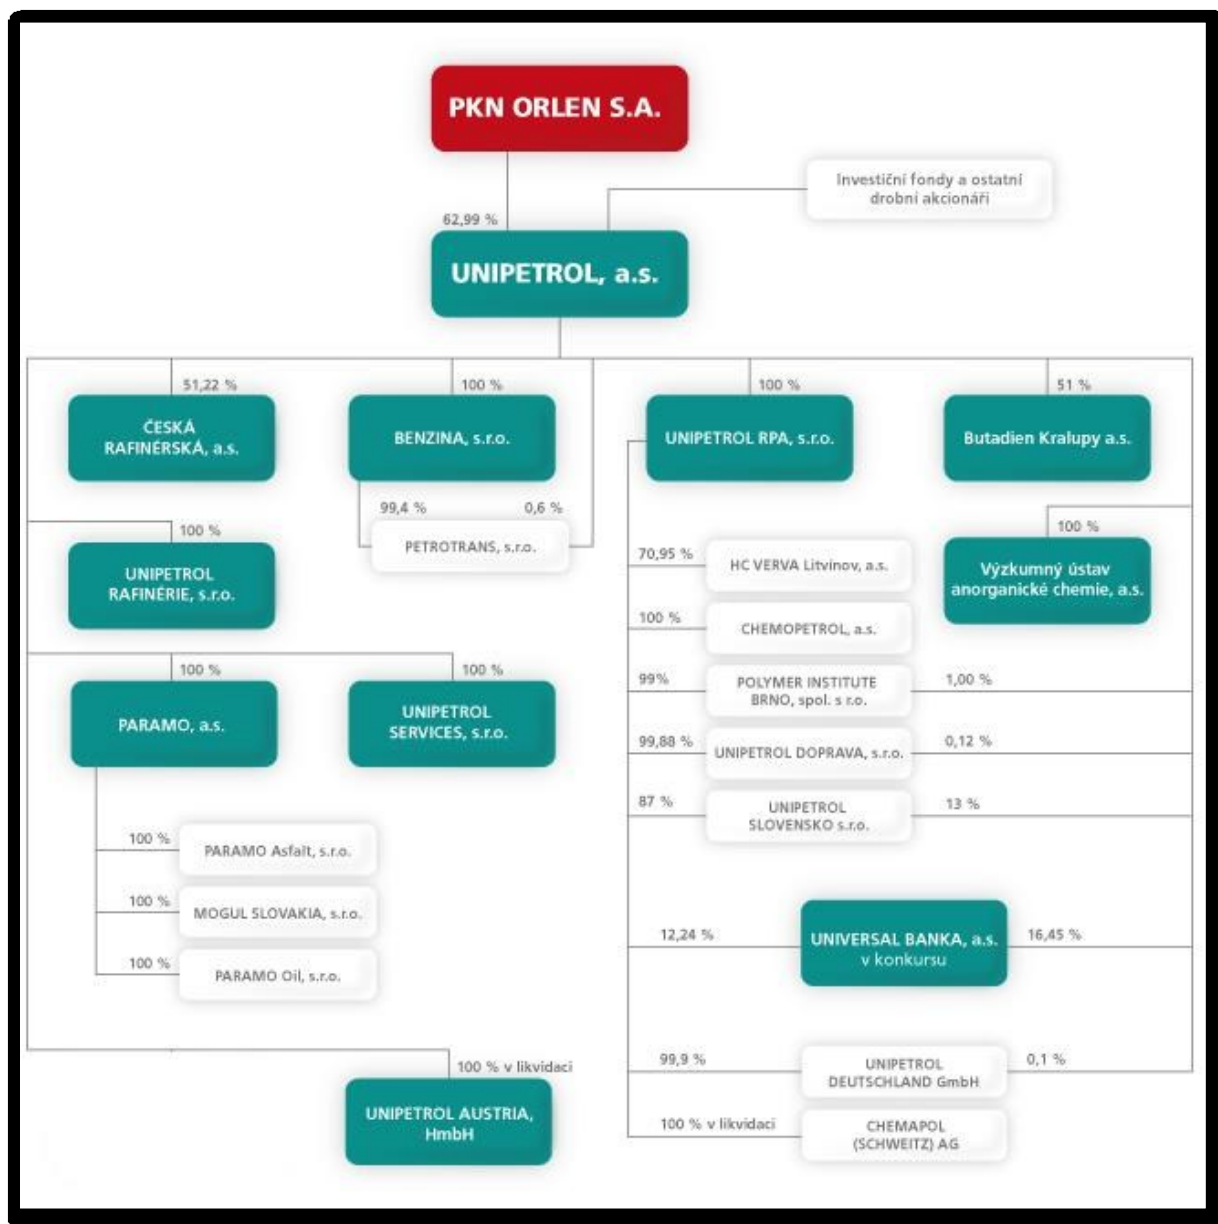 PKN ORLEN S.A.
Investiční fondy a ostatní
drobní akcionáři
62,99 %
UNIPETROL, a.s.
51,22 %
100 %
100 %
51 %
ČESKÁ
RAFINÉRSKÁ, a.s.
BENZINA, s.r.o.
UNIPETROL RPA, s.r.o.
Butadien Kralupy a.s.
99,4 %
0,6 %
PETROTRANS, s.r.o.
100 %
UNIPETROL
RAFINÉRIE, s.r.o.
100 %
Výzkumný ústav
anorganické chemie, a.s.
70,95 %
HC VERVA Litvínov, a.s.
100 %
CHEMOPETROL, a.s.
99%
POLYMER INSTITUTE
BRNO, spol. s r.o.
1,00 %
99,88 %
UNIPETROL DOPRAVA, s.r.o.
0,12 %
87 %
UNIPETROL
SLOVENSKO s.r.o.
13 %
100 %
100 %
PARAMO, a.s.
UNIPETROL
SERVICES, s.r.o.
100 %
PARAMO Asfalt, s.r.o.
100 %
MOGUL SLOVAKIA, s.r.o.
100 %
PARAMO Oil, s.r.o.
12,24 %
UNIVERSAL BANKA, a.s.
v konkursu
16,45 %
99,9 %
UNIPETROL
DEUTSCHLAND GmbH
0,1 %
100 % v likvidaci
CHEMAPOL
(SCHWEITZ) AG
100 % v likvidaci
UNIPETROL AUSTRIA,
HmbH